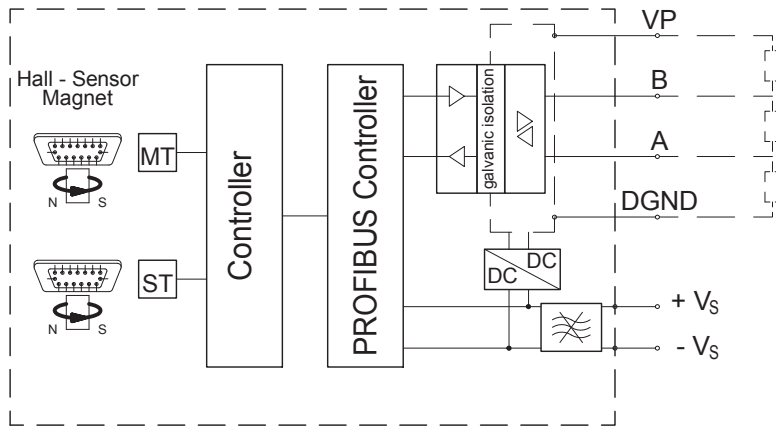 Hall - Sensor
Magnet
N
S
MT
N
S
ST
Controller
PROFIBUS Controller
galvanic isolation
DC
DC
VP
B
A
DGND
+ VS
- VS